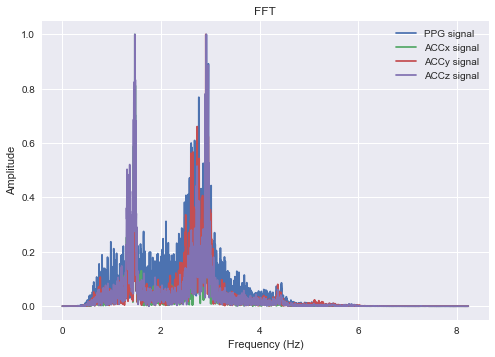 FFT
PPG signal
ACCx signal
ACCy signal
ACCz signal
1.0
0.8
0.6
0.4
0.2
0.0
Amplitude
0 2 4 6 8
Frequency (Hz)